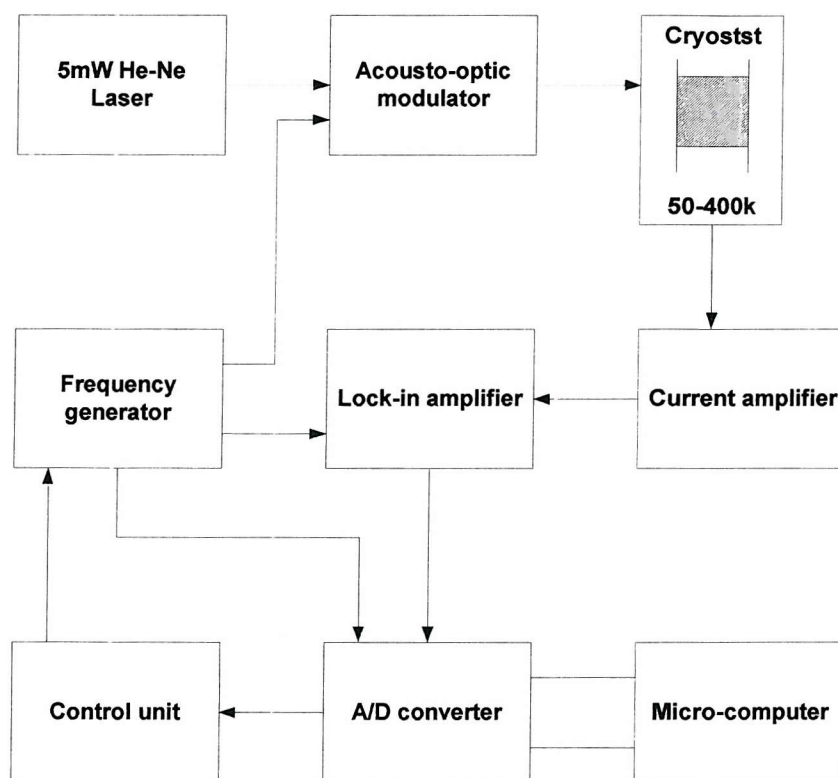 5mW He-Ne
Laser
Acousto-optic
modulator
Cryostst
50-400k
Frequency
generator
Lock-in amplifier
Current amplifier
Control unit
A/D converter
Micro-computer